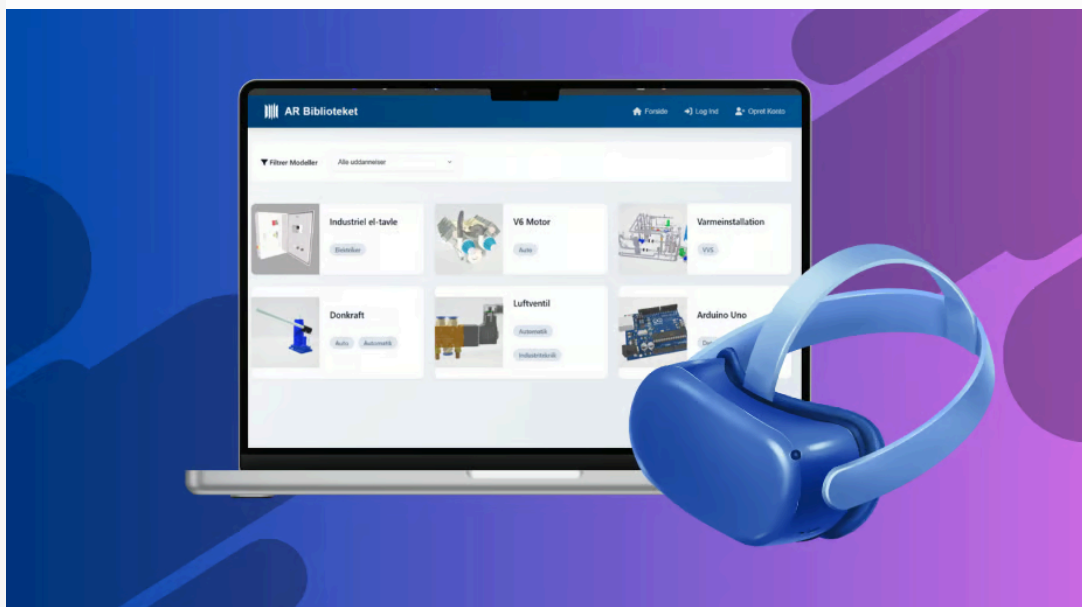 AR Biblioteket
Forside Log Ind Opret Konto
Filtrer Modeller Alle uddannelser
Industriel el-tavle
Elektriker
V6 Motor
Auto
Varmeinstallation
VVS
Donkraft
Auto Automatik
Luftventil
Automatik
Industriteknik
Arduino Uno